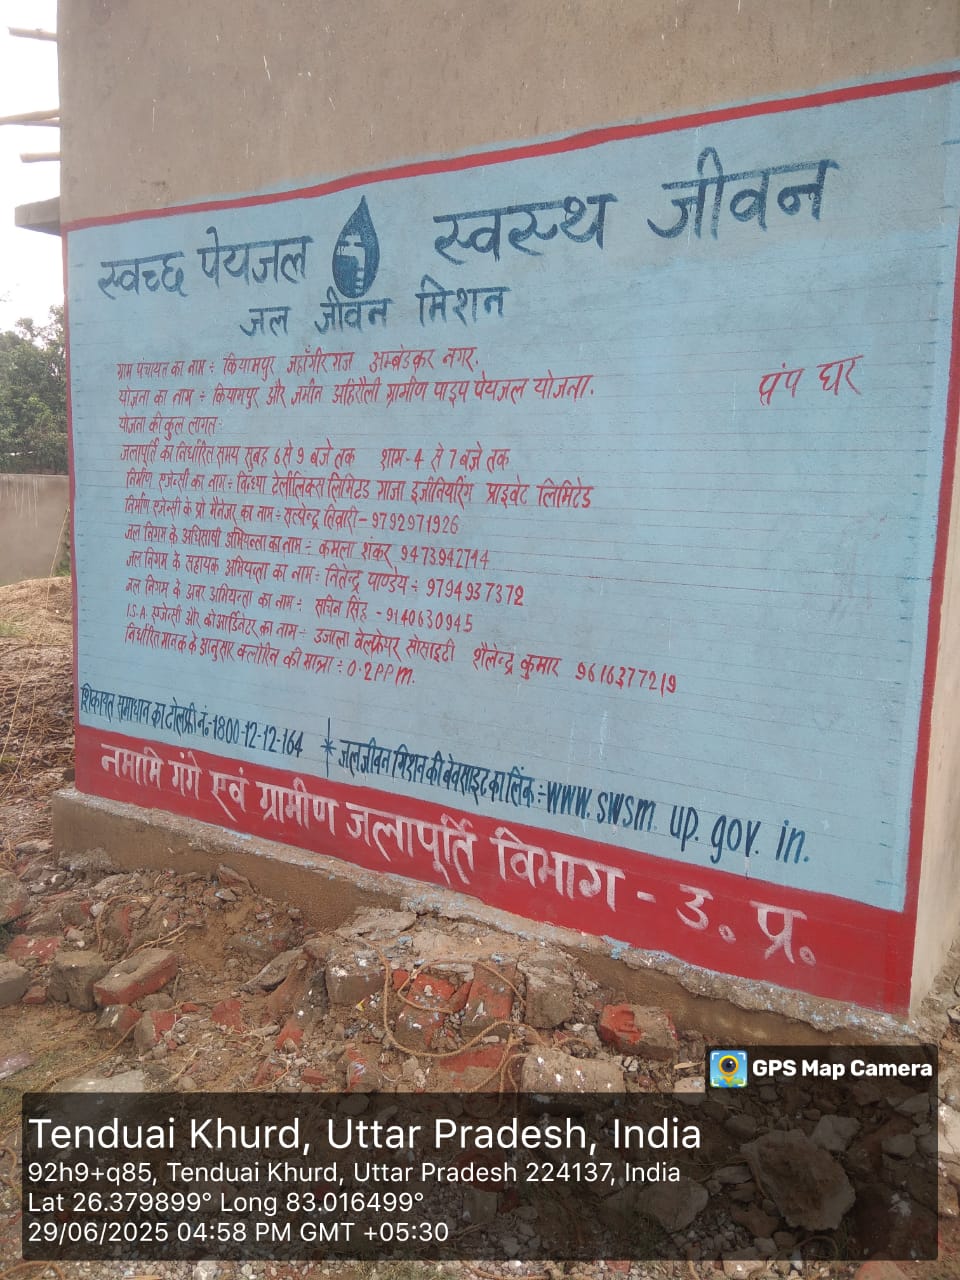 स्वच्छ पेयजल स्वस्थ जीवन
जल जीवन मिशन
ग्राम पंचायत का नाम : कियामपुर जहाँगीरगंज अम्बेडकर नगर.
योजना का नाम : कियामपुर और जमीन अहिरौली ग्रामीण पाइप पेयजल योजना.
पंप घर
योजना की कुल लागत :
जलापूर्ति का निर्धारित समय सुबह 6 से 9 बजे तक शाम - 4 से 7 बजे तक
निर्माण एजेन्सी का नाम : विन्ध्या टेलीलिंक्स लिमिटेड गाजा इंजीनियरिंग प्राइवेट लिमिटेड
निर्माण एजेन्सी के प्रो मैनेजर का नाम : सत्येन्द्र तिवारी - 9792971926
जल निगम के अधिशाषी अभियन्ता का नाम : कमला शंकर 9473942714
जल निगम के सहायक अभियन्ता का नाम : नितेन्द्र पाण्डेय : 9794937372
जल निगम के अवर अभियन्ता का नाम : सचिन सिंह - 9140630945
I.S.A. एजेन्सी और कोआर्डिनेटर का नाम : उजाला वेलफेयर सोसाइटी शैलेन्द्र कुमार 9616377219
निर्धारित मानक के आनुसार क्लोरिन की मात्रा : 0.2 PPm.
शिकायत समाधान का टोलफ्री नं.-1800-12-12-164
जल जीवन मिशन की वेबसाइट का लिंक :- www.swsm.up.gov.in.
नमामि गंगे एवं ग्रामीण जलापूर्ति विभाग - उ. प्र.
GPS Map Camera
Tenduai Khurd, Uttar Pradesh, India
92h9+q85, Tenduai Khurd, Uttar Pradesh 224137, India
Lat 26.379899° Long 83.016499°
29/06/2025 04:58 PM GMT +05:30